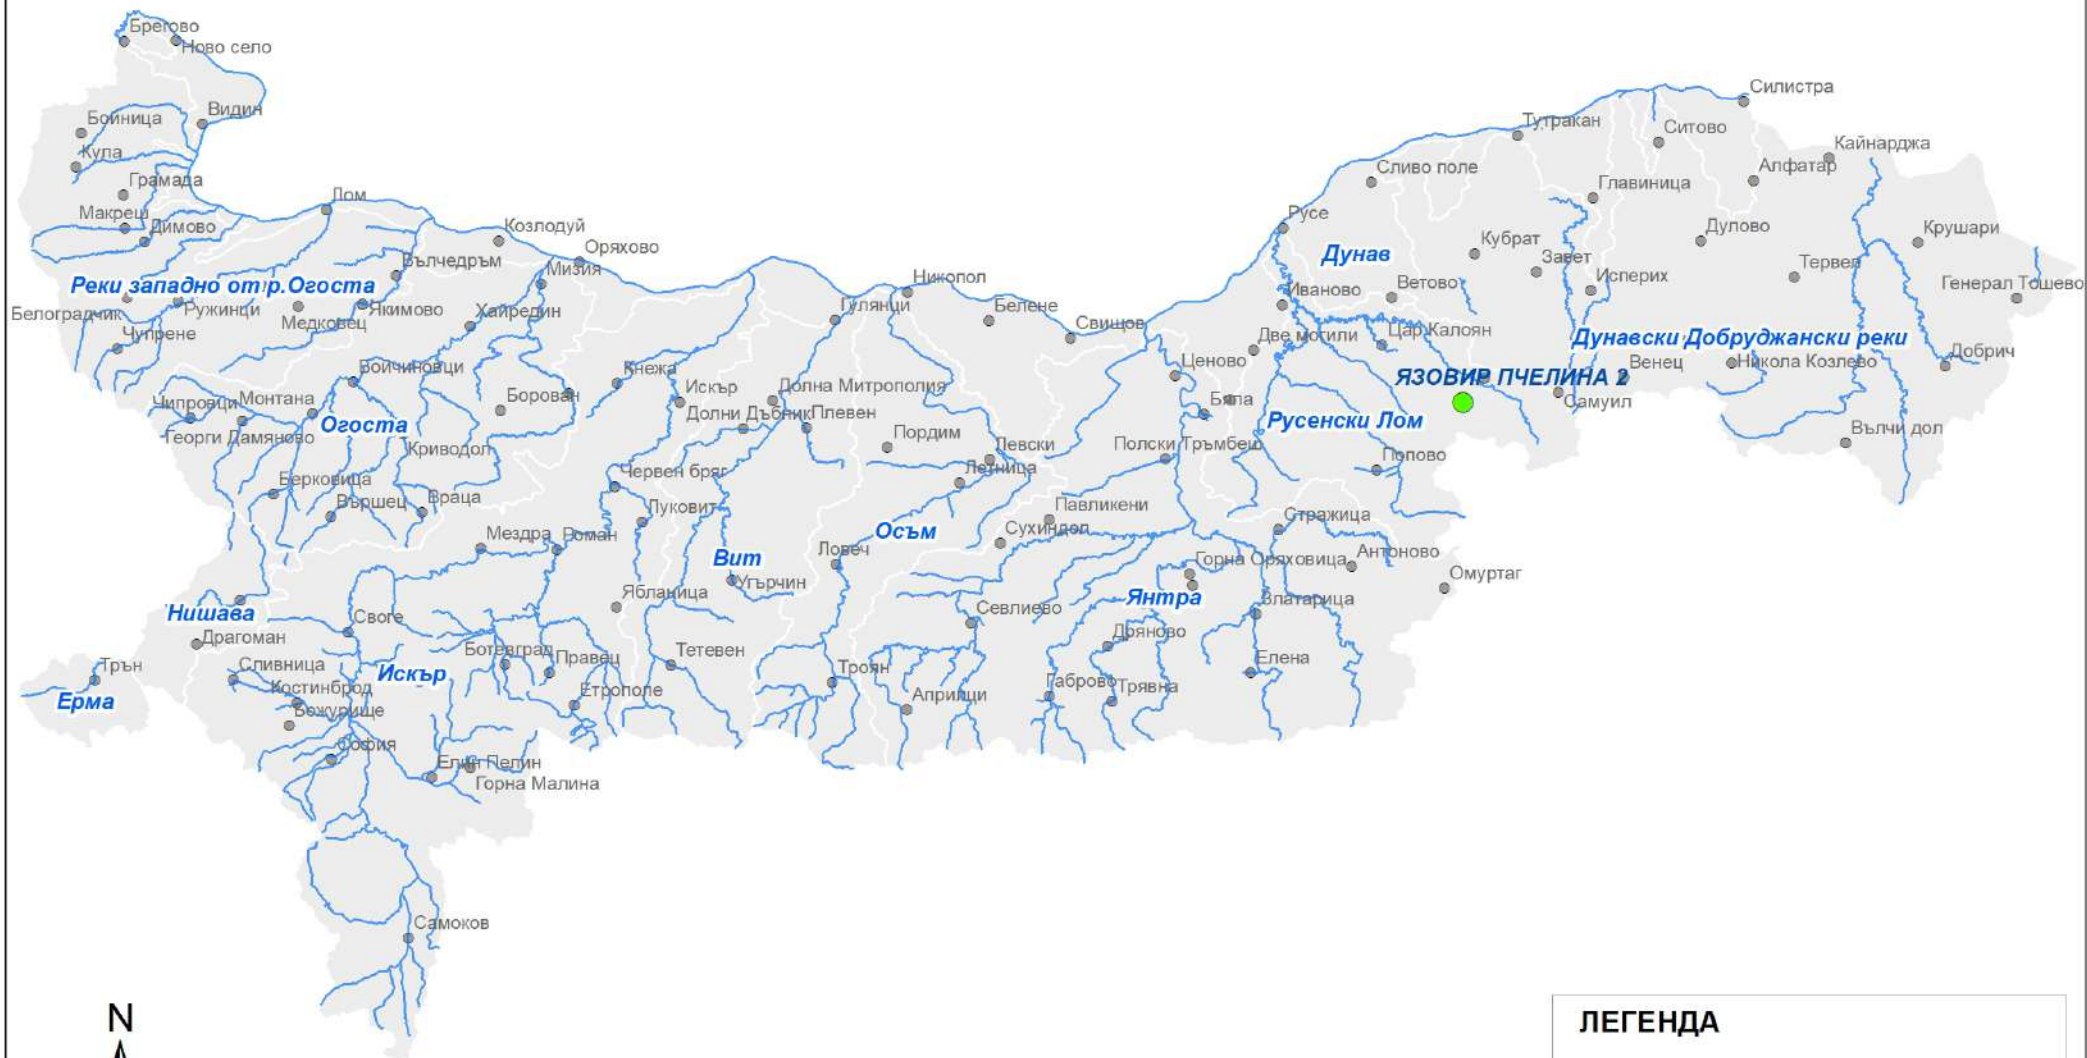 Брегово
Ново село
Видин
Бойница
Кула
Грамада
Макреш
Димово
Лом
Козлодуй
Оряхово
Мизия
Вълчедръм
Реки западно от р.Огоста
Белоградчик
Ружинци
Медковец
Якимово
Хайредин
Чупрене
Бойчиновци
Чипровци
Монтана
Георги Дамяново
Огоста
Борован
Криводол
Берковица
Вършец
Враца
Мездра
Роман
Кнежа
Искър
Долна Митрополия
Долни Дъбник
Плевен
Гулянци
Никопол
Белене
Свищов
Пордим
Левски
Летница
Червен бряг
Луковит
Вит
Угърчин
Ябланица
Ловеч
Осъм
Павликени
Сухиндол
Полски Тръмбеш
Ценово
Бяла
Две могили
Иваново
Русе
Сливо поле
Тутракан
Силистра
Ситово
Кайнарджа
Алфатар
Главиница
Дулово
Крушари
Дунав
Кубрат
Завет
Ветово
Исперих
Тервел
Генерал Тошево
Цар Калоян
Дунавски Добруджански реки
Венец
Никола Козлево
Добрич
ЯЗОВИР ПЧЕЛИНА 2
Самуил
Русенски Лом
Вълчи дол
Попово
Стражица
Горна Оряховица
Антоново
Омуртаг
Янтра
Златарица
Севлиево
Дряново
Елена
Габрово
Трявна
Априлци
Троян
Тетевен
Нишава
Драгоман
Своге
Ботевград
Правец
Етрополе
Искър
Трън
Ерма
Сливница
Костинброд
Божурище
София
Елин Пелин
Горна Малина
Самоков
N
ЛЕГЕНДА